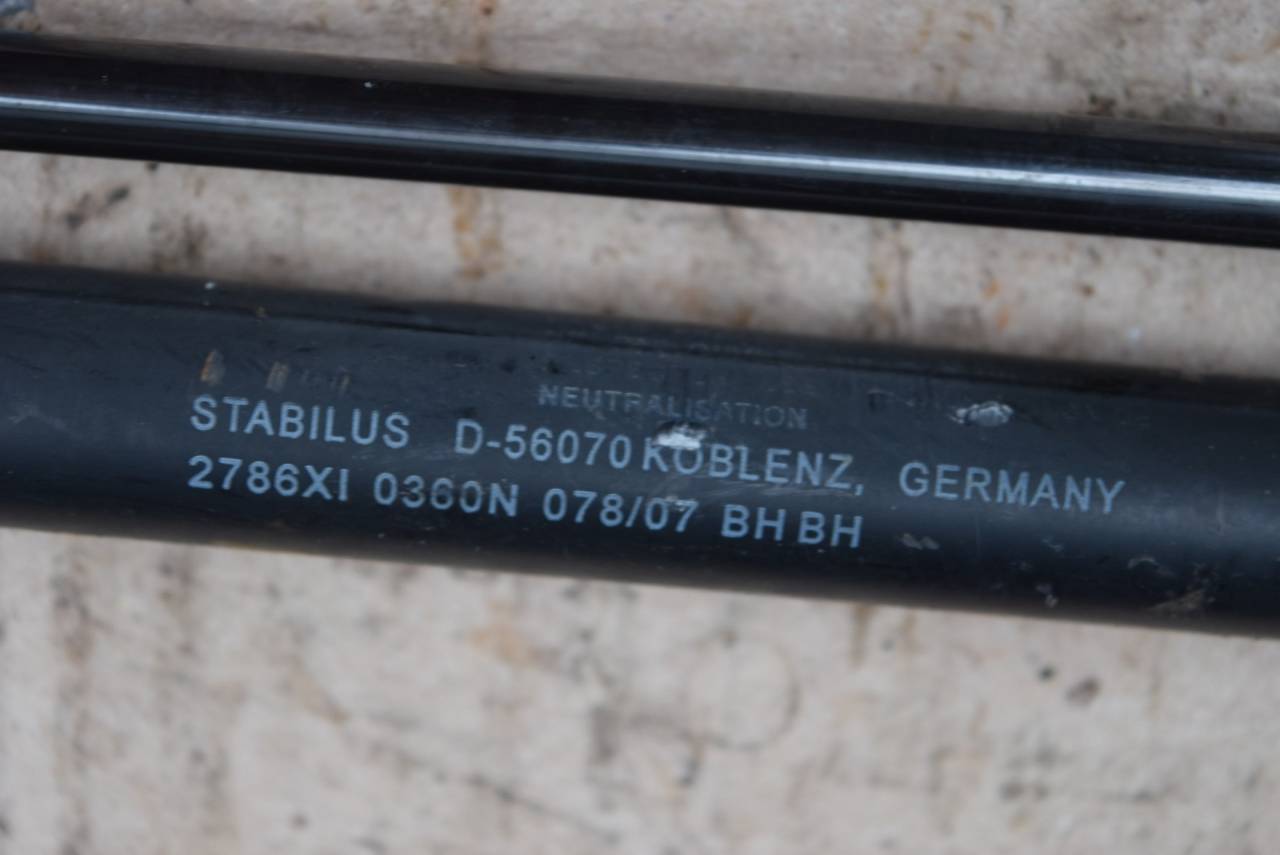 NEUTRALISATION
STABILUS D-56070 KOBLENZ, GERMANY
2786XI 0360N 078/07 BH BH